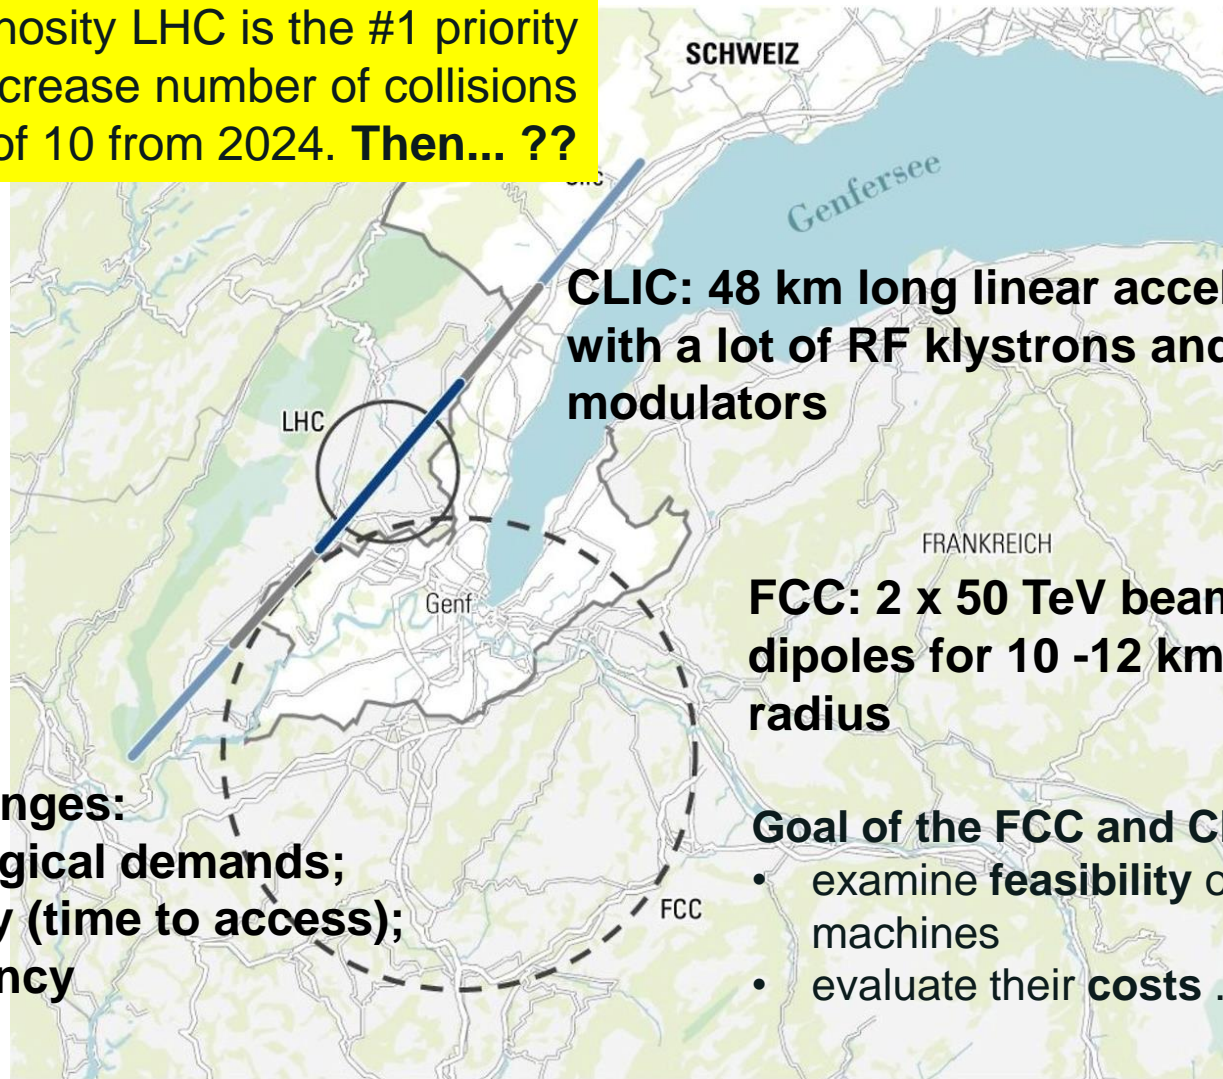 nosity LHC is the #1 priority
crease number of collisions
of 10 from 2024. Then... ??
SCHWEIZ
Genfersee
CLIC: 48 km long linear accel
with a lot of RF klystrons and
modulators
LHC
FRANKREICH
FCC: 2 x 50 TeV bean
dipoles for 10 -12 km
radius
Genf
nges:
gical demands;
y (time to access);
ncy
FCC
Goal of the FCC and C
• examine feasibility o
machines
• evaluate their costs .